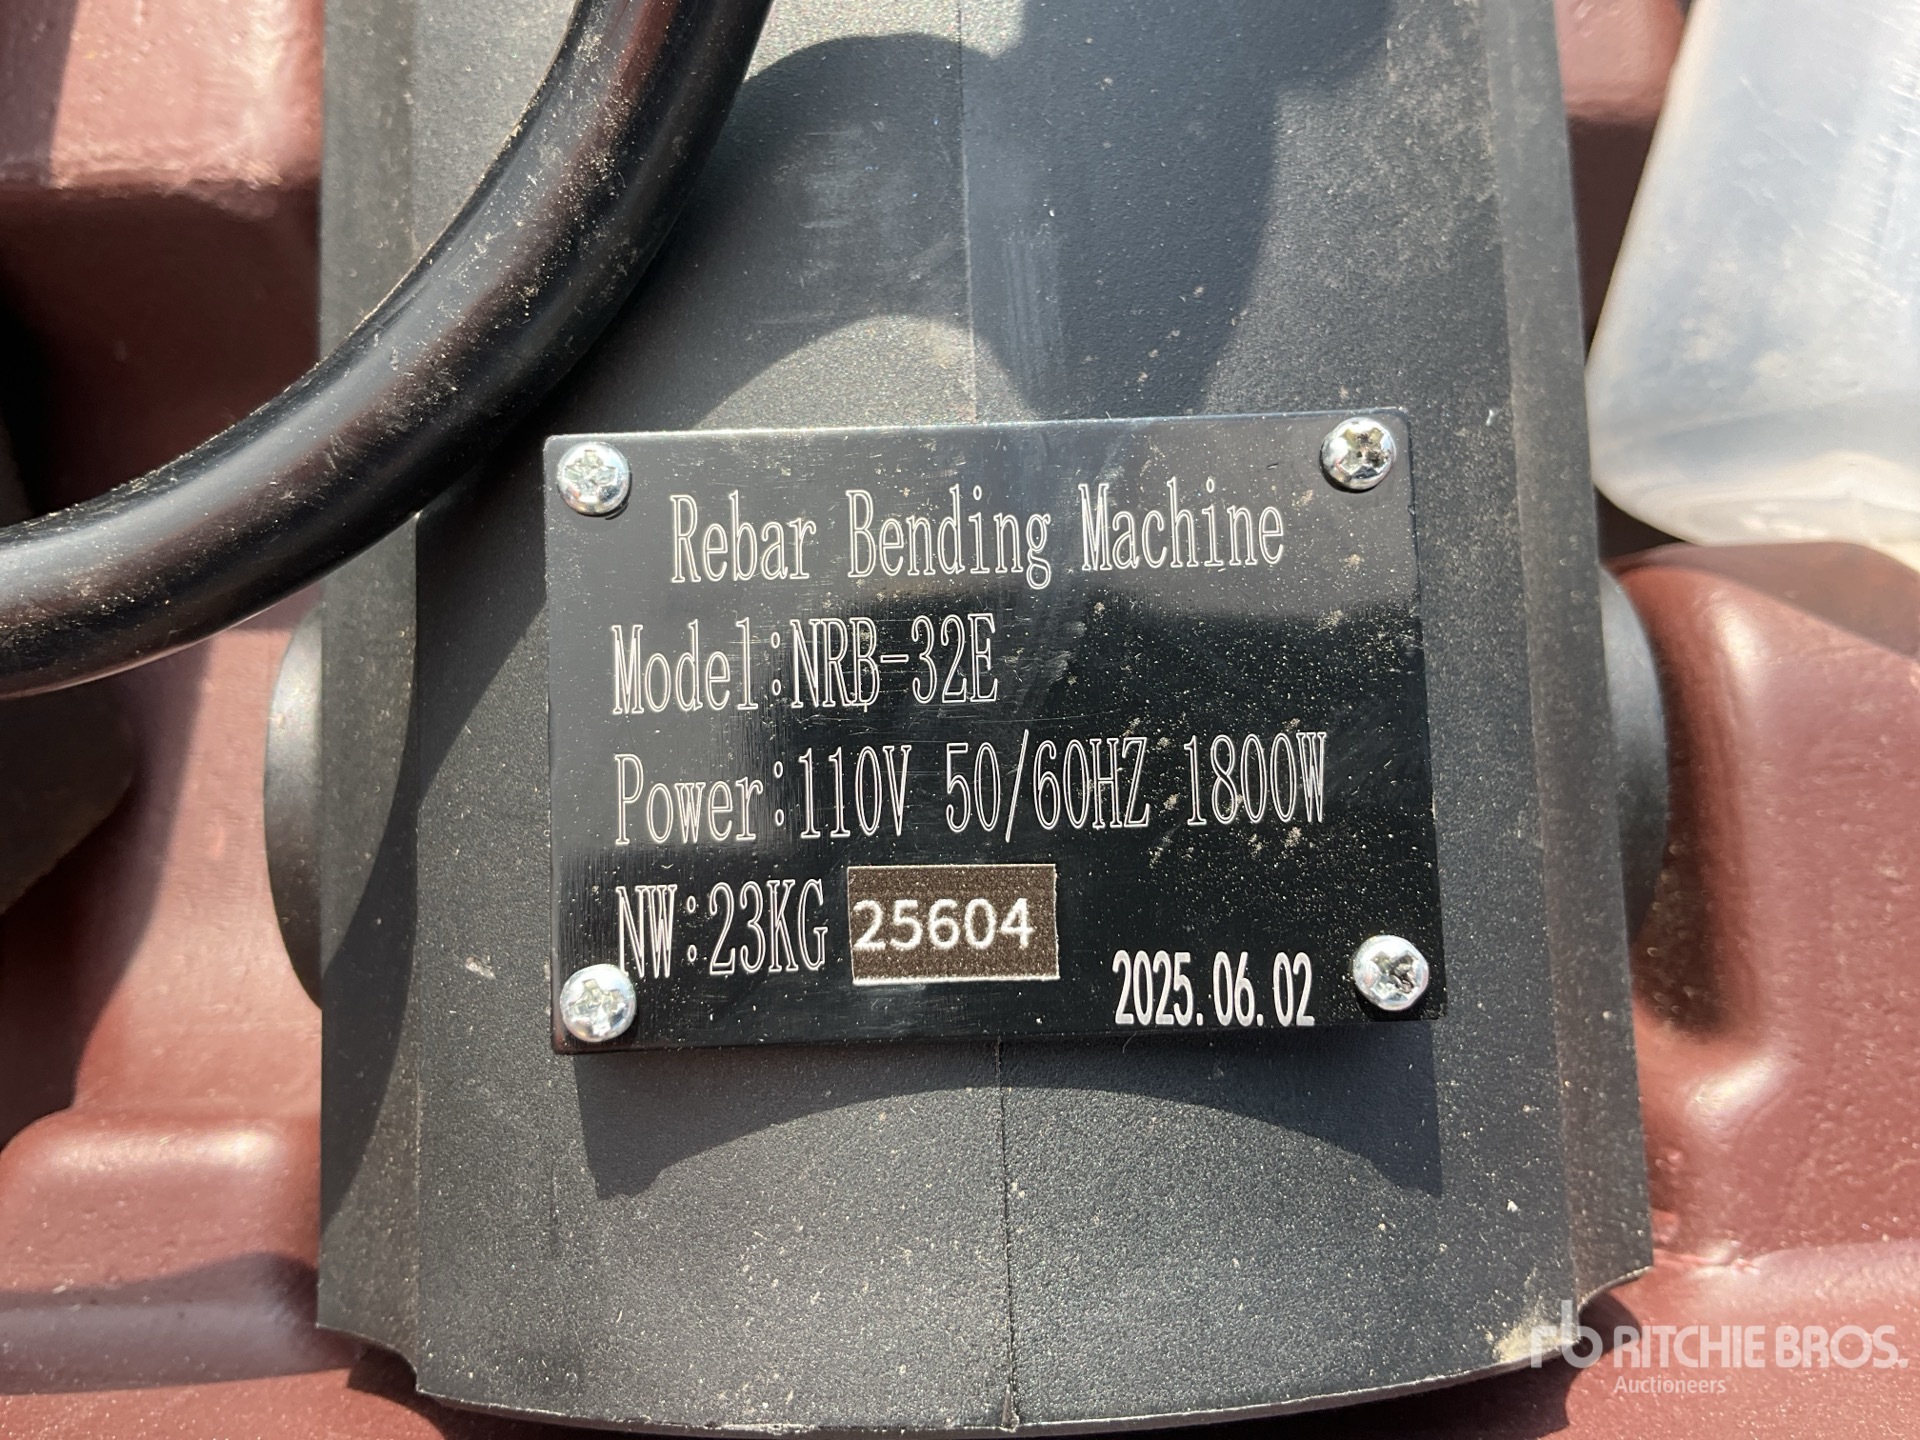 Rebar Bending Machine
Model:NRB-32E
Power:110V 50/60HZ 1800W
NW:23KG 25604
2025.06.02
rb RITCHIE BROS.
Auctioneers